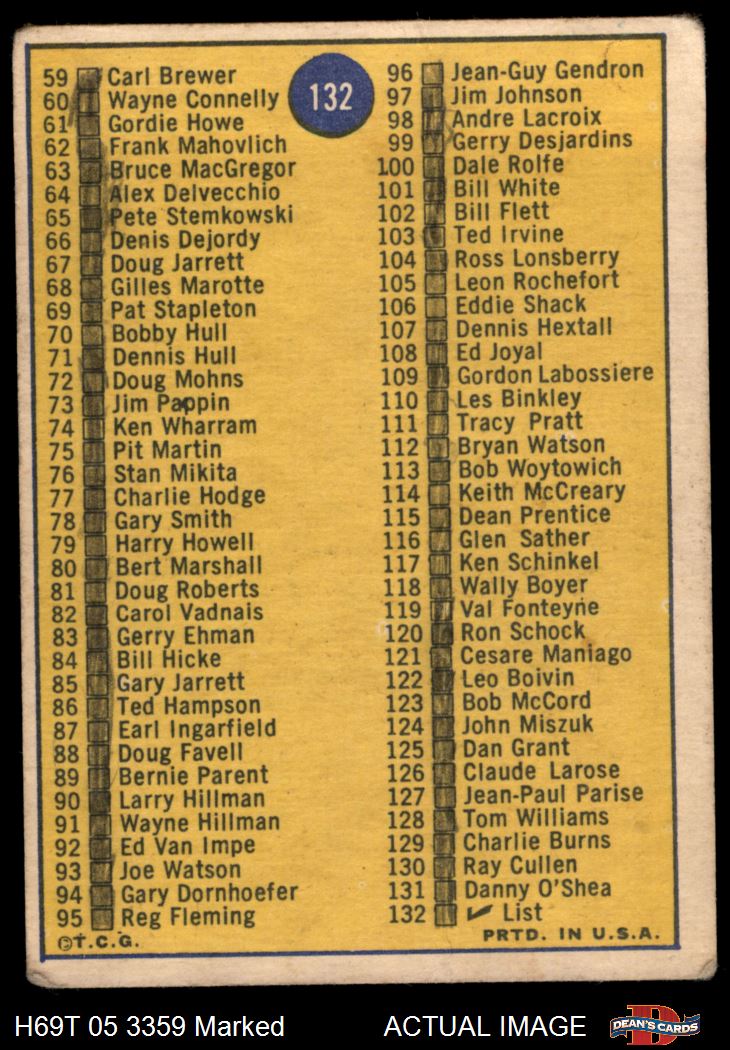 132
59 Carl Brewer
60 Wayne Connelly
61 Gordie Howe
62 Frank Mahovlich
63 Bruce MacGregor
64 Alex Delvecchio
65 Pete Stemkowski
66 Denis Dejordy
67 Doug Jarrett
68 Gilles Marotte
69 Pat Stapleton
70 Bobby Hull
71 Dennis Hull
72 Doug Mohns
73 Jim Pappin
74 Ken Wharram
75 Pit Martin
76 Stan Mikita
77 Charlie Hodge
78 Gary Smith
79 Harry Howell
80 Bert Marshall
81 Doug Roberts
82 Carol Vadnais
83 Gerry Ehman
84 Bill Hicke
85 Gary Jarrett
86 Ted Hampson
87 Earl Ingarfield
88 Doug Favell
89 Bernie Parent
90 Larry Hillman
91 Wayne Hillman
92 Ed Van Impe
93 Joe Watson
94 Gary Dornhoefer
95 Reg Fleming
©T.C.G.
96 Jean-Guy Gendron
97 Jim Johnson
98 Andre Lacroix
99 Gerry Desjardins
100 Dale Rolfe
101 Bill White
102 Bill Flett
103 Ted Irvine
104 Ross Lonsberry
105 Leon Rochefort
106 Eddie Shack
107 Dennis Hextall
108 Ed Joyal
109 Gordon Labossiere
110 Les Binkley
111 Tracy Pratt
112 Bryan Watson
113 Bob Woytowich
114 Keith McCreary
115 Dean Prentice
116 Glen Sather
117 Ken Schinkel
118 Wally Boyer
119 Val Fonteyne
120 Ron Schock
121 Cesare Maniago
122 Leo Boivin
123 Bob McCord
124 John Miszuk
125 Dan Grant
126 Claude Larose
127 Jean-Paul Parise
128 Tom Williams
129 Charlie Burns
130 Ray Cullen
131 Danny O'Shea
132 ✓ List
PRTD. IN U.S.A.
H69T 05 3359 Marked
ACTUAL IMAGE
D
DEAN'S CARDS